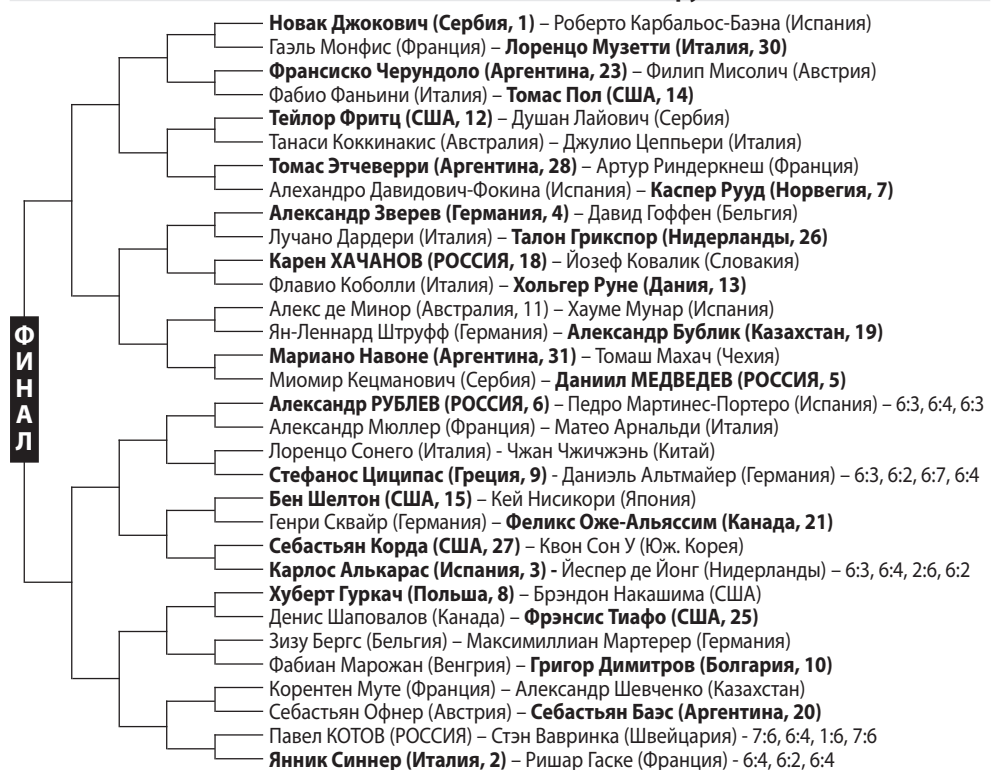 Новак Джокович (Сербия, 1) – Роберто Карбальос-Баэна (Испания)
Гаэль Монфис (Франция) – Лоренцо Музетти (Италия, 30)
Франсиско Черундоло (Аргентина, 23) – Филип Мисолич (Австрия)
Фабио Фаньини (Италия) – Томас Пол (США, 14)
Тейлор Фритц (США, 12) – Душан Лайович (Сербия)
Танаси Коккинакис (Австралия) – Джулио Цеппьери (Италия)
Томас Этчеверри (Аргентина, 28) – Артур Риндеркнеш (Франция)
Алехандро Давидович-Фокина (Испания) – Каспер Рууд (Норвегия, 7)
Александр Зверев (Германия, 4) – Давид Гоффен (Бельгия)
Лучано Дардери (Италия) – Талон Грикспор (Нидерланды, 26)
Карен ХАЧАНОВ (РОССИЯ, 18) – Йозеф Ковалик (Словакия)
Флавио Коболли (Италия) – Хольгер Руне (Дания, 13)
Алекс де Минор (Австралия, 11) – Хауме Мунар (Испания)
Ян-Леннард Штруфф (Германия) – Александр Бублик (Казахстан, 19)
Мариано Навоне (Аргентина, 31) – Томаш Махач (Чехия)
Миомир Кецманович (Сербия) – Даниил МЕДВЕДЕВ (РОССИЯ, 5)
ФИНАЛ
Александр РУБЛЕВ (РОССИЯ, 6) – Педро Мартинес-Портеро (Испания) – 6:3, 6:4, 6:3
Александр Мюллер (Франция) – Матео Арнальди (Италия)
Лоренцо Сонего (Италия) - Чжан Чжичжэнь (Китай)
Стефанос Циципас (Греция, 9) - Даниэль Альтмайер (Германия) – 6:3, 6:2, 6:7, 6:4
Бен Шелтон (США, 15) – Кей Нисикори (Япония)
Генри Сквайр (Германия) – Феликс Оже-Альяссим (Канада, 21)
Себастьян Корда (США, 27) – Квон Сон У (Юж. Корея)
Карлос Алькарас (Испания, 3) - Йеспер де Йонг (Нидерланды) – 6:3, 6:4, 2:6, 6:2
Хуберт Гуркач (Польша, 8) – Брэндон Накашима (США)
Денис Шаповалов (Канада) – Фрэнсис Тиафо (США, 25)
Зизу Бергс (Бельгия) – Максимиллиан Мартерер (Германия)
Фабиан Марожан (Венгрия) – Григор Димитров (Болгария, 10)
Корентен Муте (Франция) – Александр Шевченко (Казахстан)
Себастьян Офнер (Австрия) – Себастьян Баэс (Аргентина, 20)
Павел КОТОВ (РОССИЯ) – Стэн Вавринка (Швейцария) - 7:6, 6:4, 1:6, 7:6
Янник Синнер (Италия, 2) – Ришар Гаске (Франция) - 6:4, 6:2, 6:4